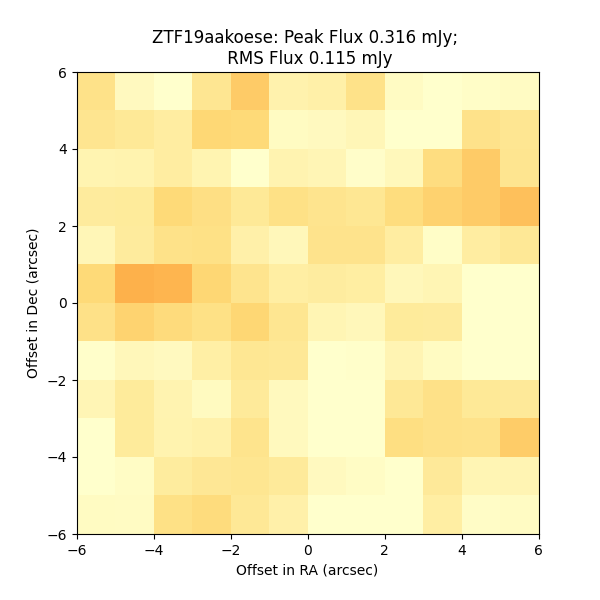 ZTF19aakoese: Peak Flux 0.316 mJy;
RMS Flux 0.115 mJy
6
4
2
0
−2
−4
−6
Offset in Dec (arcsec)
−6 −4 −2 0 2 4 6
Offset in RA (arcsec)